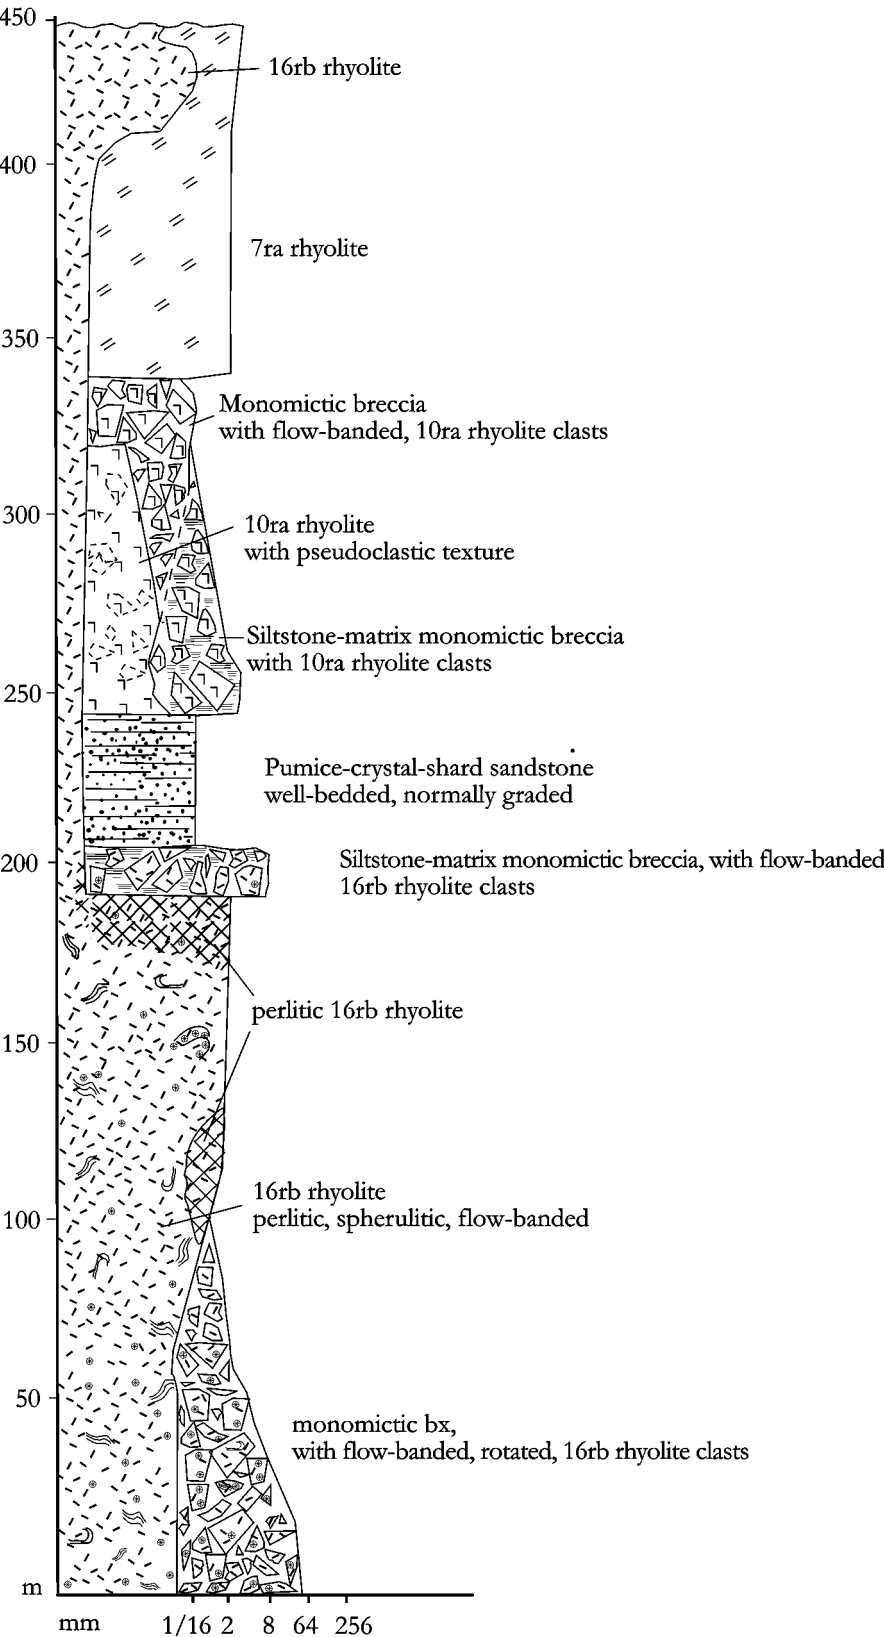 450
16rb rhyolite
400
7ra rhyolite
350
Monomictic breccia
with flow-banded, 10ra rhyolite clasts
300
10ra rhyolite
with pseudoclastic texture
Siltstone-matrix monomictic breccia
with 10ra rhyolite clasts
250
Pumice-crystal-shard sandstone
well-bedded, normally graded
200
Siltstone-matrix monomictic breccia, with flow-banded
16rb rhyolite clasts
perlitic 16rb rhyolite
150
16rb rhyolite
perlitic, spherulitic, flow-banded
100
50
monomictic bx,
with flow-banded, rotated, 16rb rhyolite clasts
m
mm 1/16 2 8 64 256